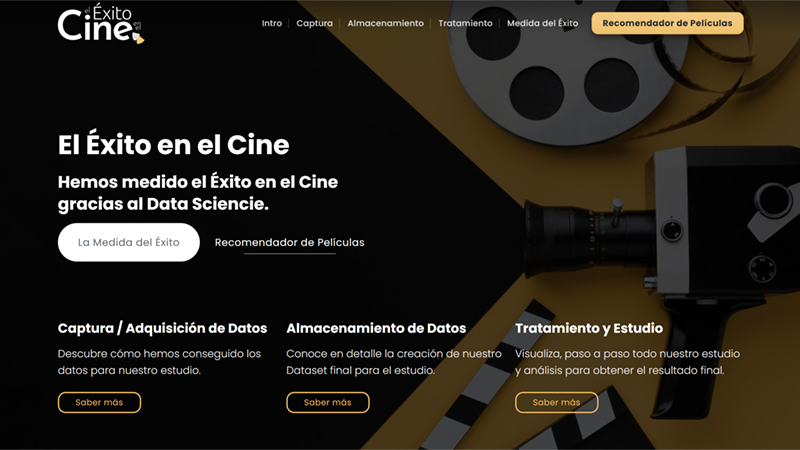 el Éxito
en el
Cine
Intro
Captura
Almacenamiento
Tratamiento
Medida del Éxito
Recomendador de Películas
El Éxito en el Cine
Hemos medido el Éxito en el Cine
gracias al Data Sciencie.
La Medida del Éxito
Recomendador de Películas
Captura / Adquisición de Datos
Descubre cómo hemos conseguido los
datos para nuestro estudio.
Saber más
Almacenamiento de Datos
Conoce en detalle la creación de nuestro
Dataset final para el estudio.
Saber más
Tratamiento y Estudio
Visualiza, paso a paso todo nuestro estudio
y análisis para obtener el resultado final.
Saber más